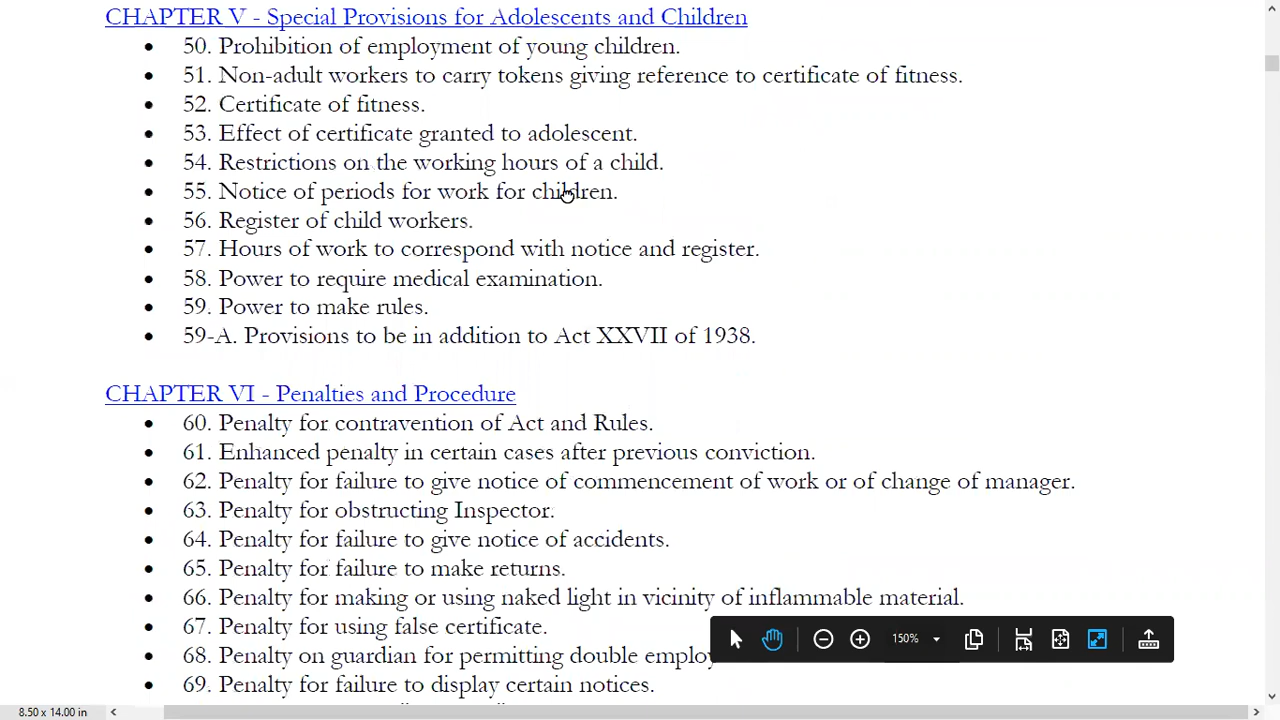 CHAPTER V - Special Provisions for Adolescents and Children
• 50. Prohibition of employment of young children.
• 51. Non-adult workers to carry tokens giving reference to certificate of fitness.
• 52. Certificate of fitness.
• 53. Effect of certificate granted to adolescent.
• 54. Restrictions on the working hours of a child.
• 55. Notice of periods for work for children.
• 56. Register of child workers.
• 57. Hours of work to correspond with notice and register.
• 58. Power to require medical examination.
• 59. Power to make rules.
• 59-A. Provisions to be in addition to Act XXVII of 1938.
CHAPTER VI - Penalties and Procedure
• 60. Penalty for contravention of Act and Rules.
• 61. Enhanced penalty in certain cases after previous conviction.
• 62. Penalty for failure to give notice of commencement of work or of change of manager.
• 63. Penalty for obstructing Inspector.
• 64. Penalty for failure to give notice of accidents.
• 65. Penalty for failure to make returns.
• 66. Penalty for making or using naked light in vicinity of inflammable material.
• 67. Penalty for using false certificate.
150%
• 68. Penalty on guardian for permitting double employ
• 69. Penalty for failure to display certain notices.
8.50 x 14.00 in